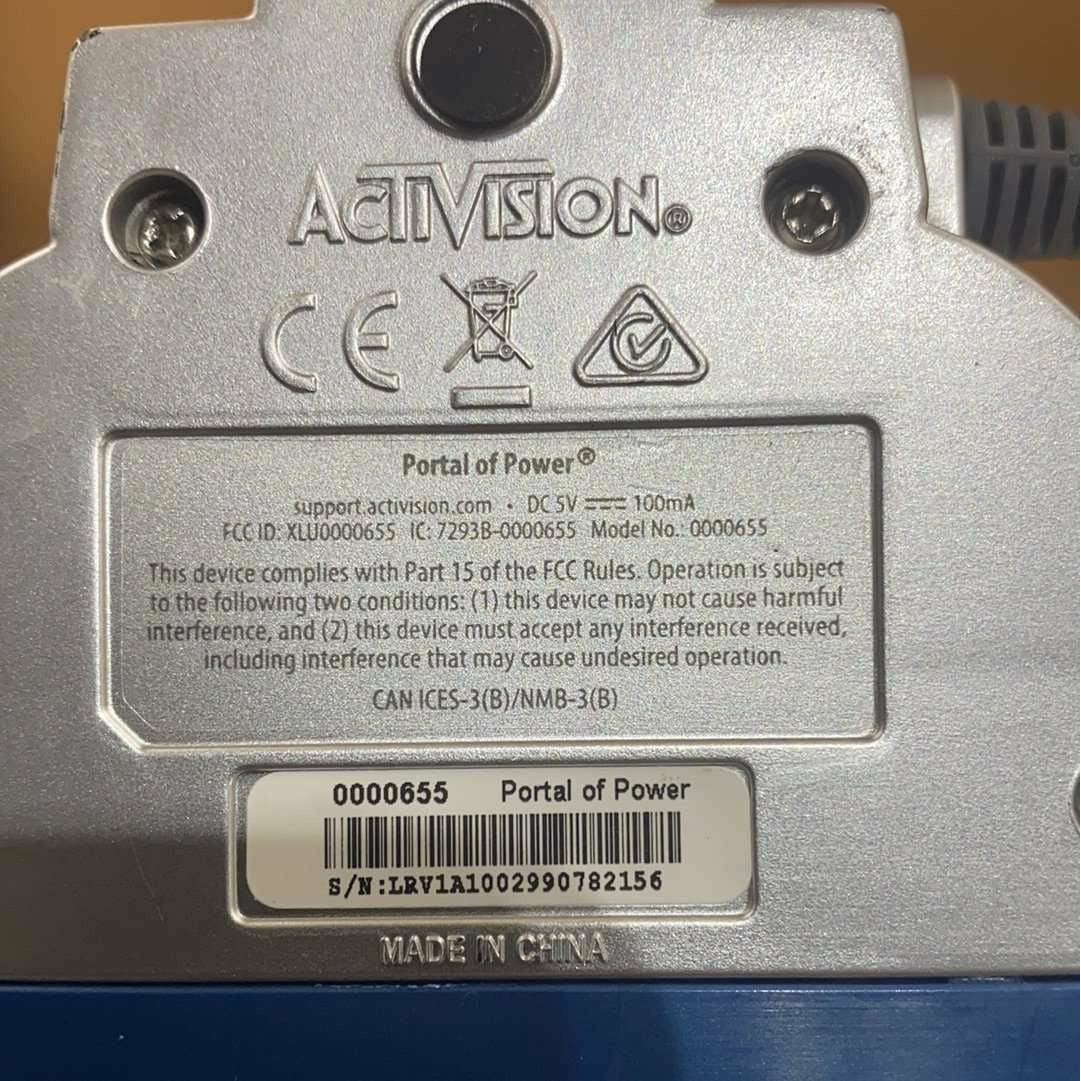 ACTIVISION®
CE
Portal of Power®
support.activision.com • DC 5V ⎓ 100mA
FCC ID: XLU0000655 IC: 7293B-0000655 Model No.: 0000655
This device complies with Part 15 of the FCC Rules. Operation is subject
to the following two conditions: (1) this device may not cause harmful
interference, and (2) this device must accept any interference received,
including interference that may cause undesired operation.
CAN ICES-3(B)/NMB-3(B)
0000655 Portal of Power
S/N:LRV1A1002990782156
MADE IN CHINA